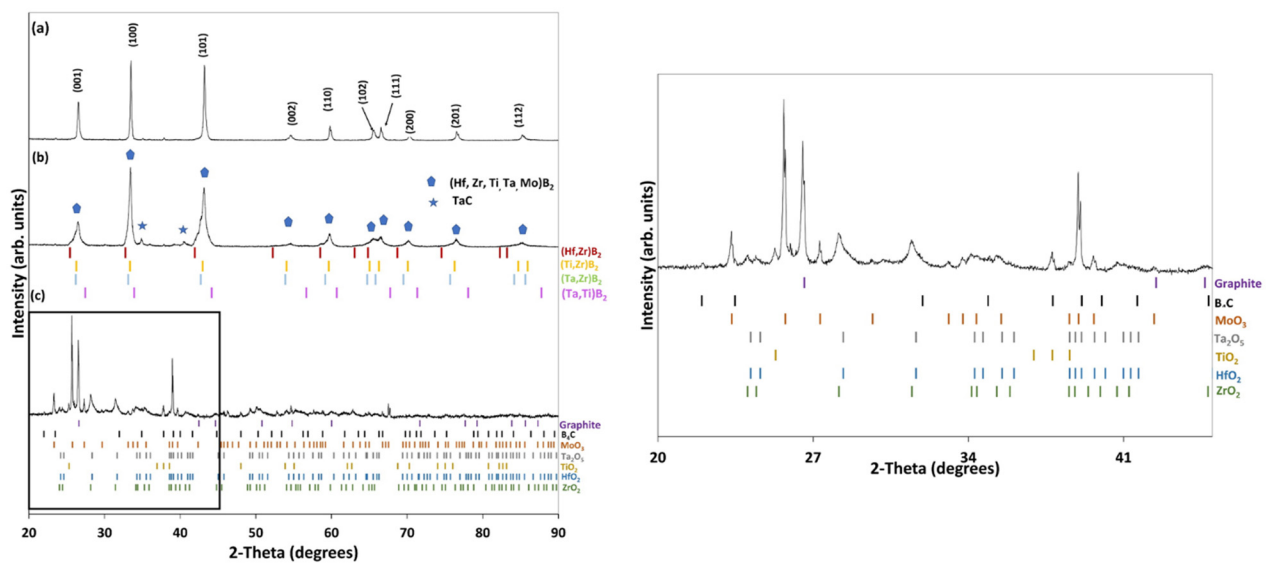 (a)
(001)
(100)
(101)
(002)
(110)
(102)
(111)
(200)
(201)
(112)
(b)
(Hf, Zr, Ti, Ta, Mo)B₂
TaC
(Hf,Zr)B₂
(Ti,Zr)B₂
(Ta,Zr)B₂
(Ta,Ti)B₂
(c)
Graphite
B₄C
MoO₃
Ta₂O₅
TiO₂
HfO₂
ZrO₂
20 30 40 50 60 70 80 90
2-Theta (degrees)
Intensity (arb. units)
Intensity (arb. units)
Graphite
B.C
MoO₃
Ta₂O₅
TiO₂
HfO₂
ZrO₂
20 27 34 41
2-Theta (degrees)